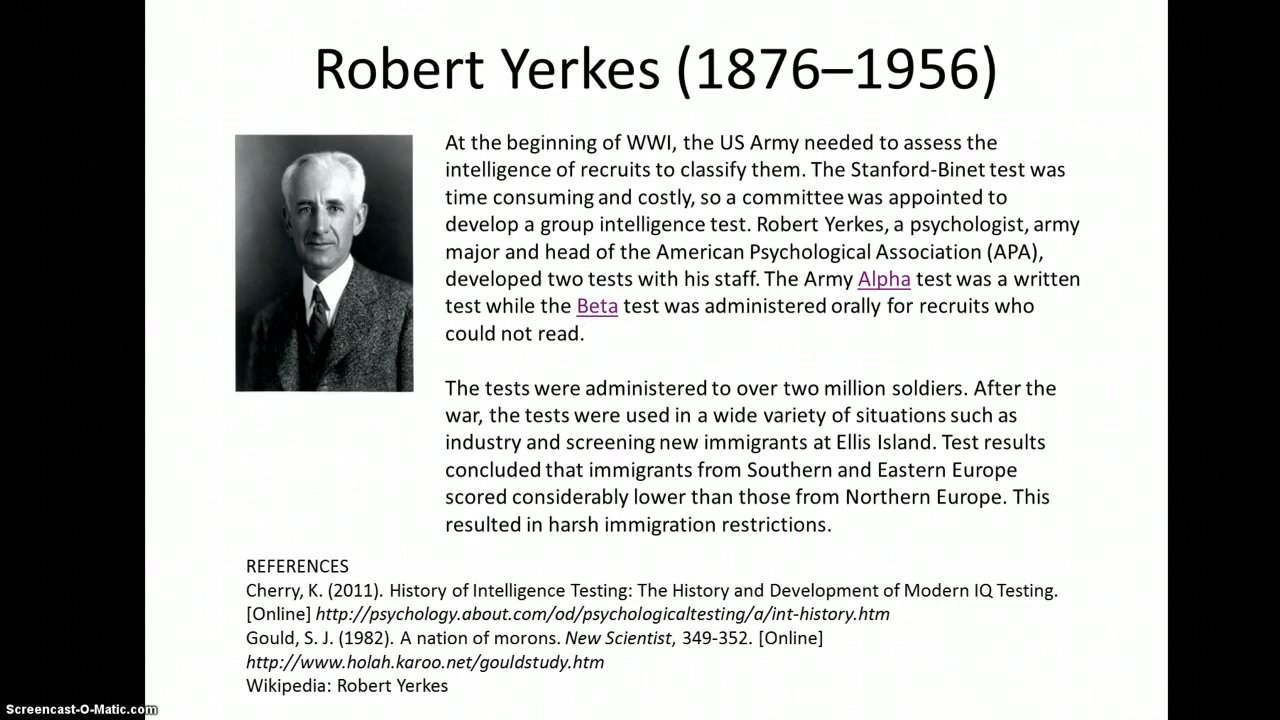 Robert Yerkes (1876–1956)
At the beginning of WWI, the US Army needed to assess the
intelligence of recruits to classify them. The Stanford-Binet test was
time consuming and costly, so a committee was appointed to
develop a group intelligence test. Robert Yerkes, a psychologist, army
major and head of the American Psychological Association (APA),
developed two tests with his staff. The Army Alpha test was a written
test while the Beta test was administered orally for recruits who
could not read.
The tests were administered to over two million soldiers. After the
war, the tests were used in a wide variety of situations such as
industry and screening new immigrants at Ellis Island. Test results
concluded that immigrants from Southern and Eastern Europe
scored considerably lower than those from Northern Europe. This
resulted in harsh immigration restrictions.
REFERENCES
Cherry, K. (2011). History of Intelligence Testing: The History and Development of Modern IQ Testing.
[Online] http://psychology.about.com/od/psychologicaltesting/a/int-history.htm
Gould, S. J. (1982). A nation of morons. New Scientist, 349-352. [Online]
http://www.holah.karoo.net/gouldstudy.htm
Wikipedia: Robert Yerkes
Screencast-O-Matic.com